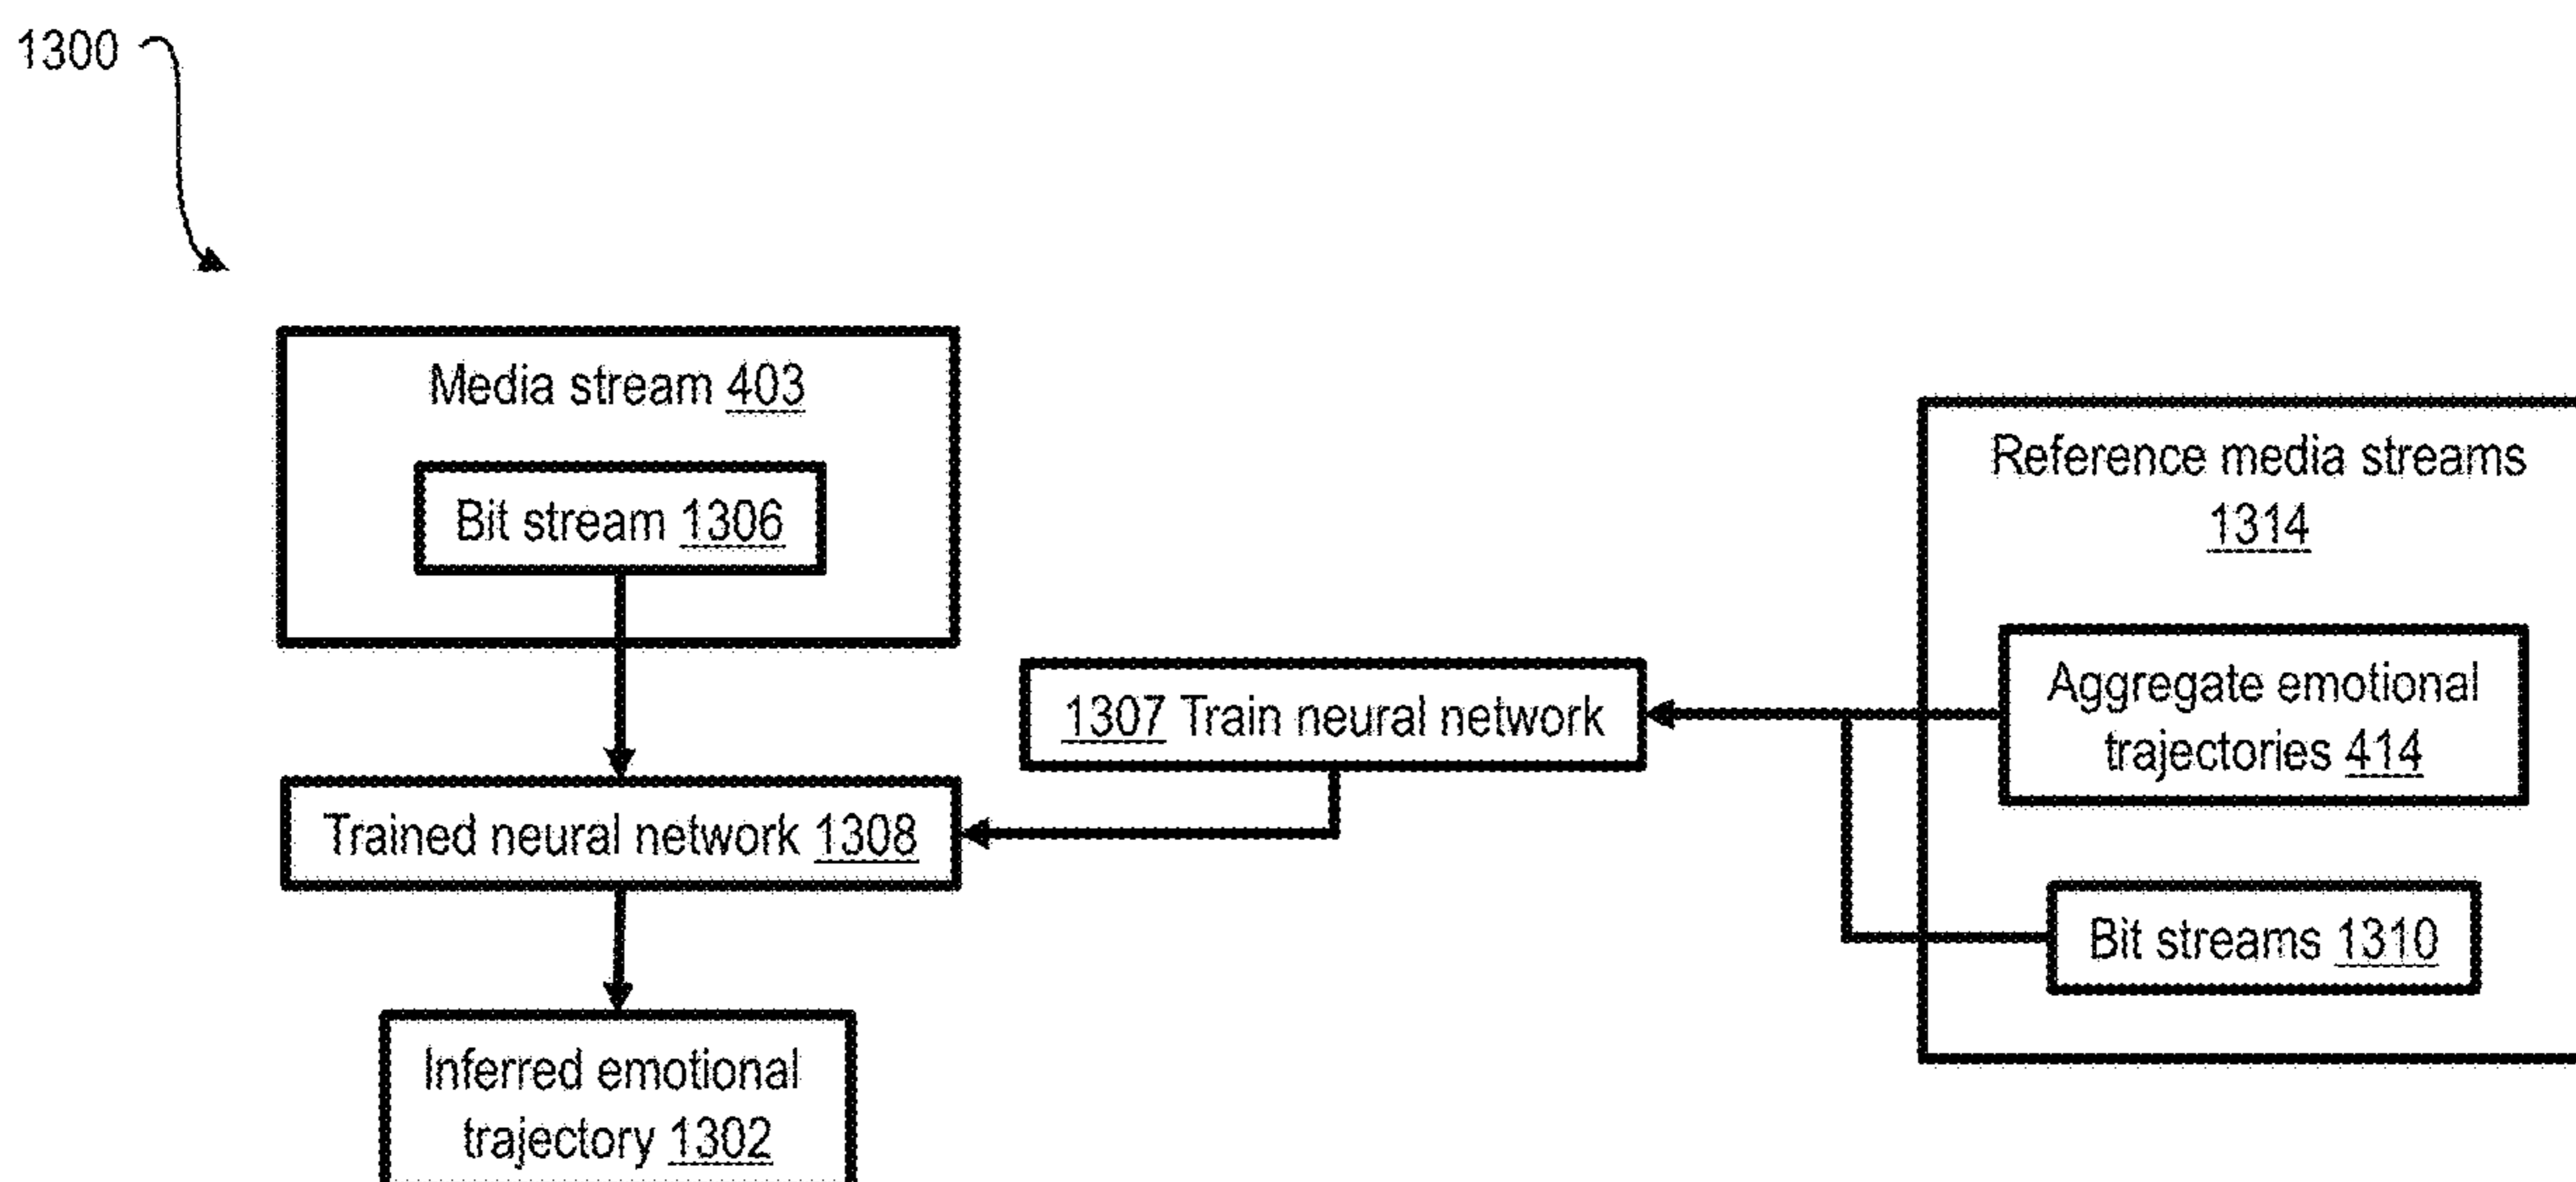 1300
Media stream 403
Bit stream 1306
Reference media streams
1314
1307 Train neural network
Aggregate emotional
trajectories 414
Trained neural network 1308
Bit streams 1310
Inferred emotional
trajectory 1302